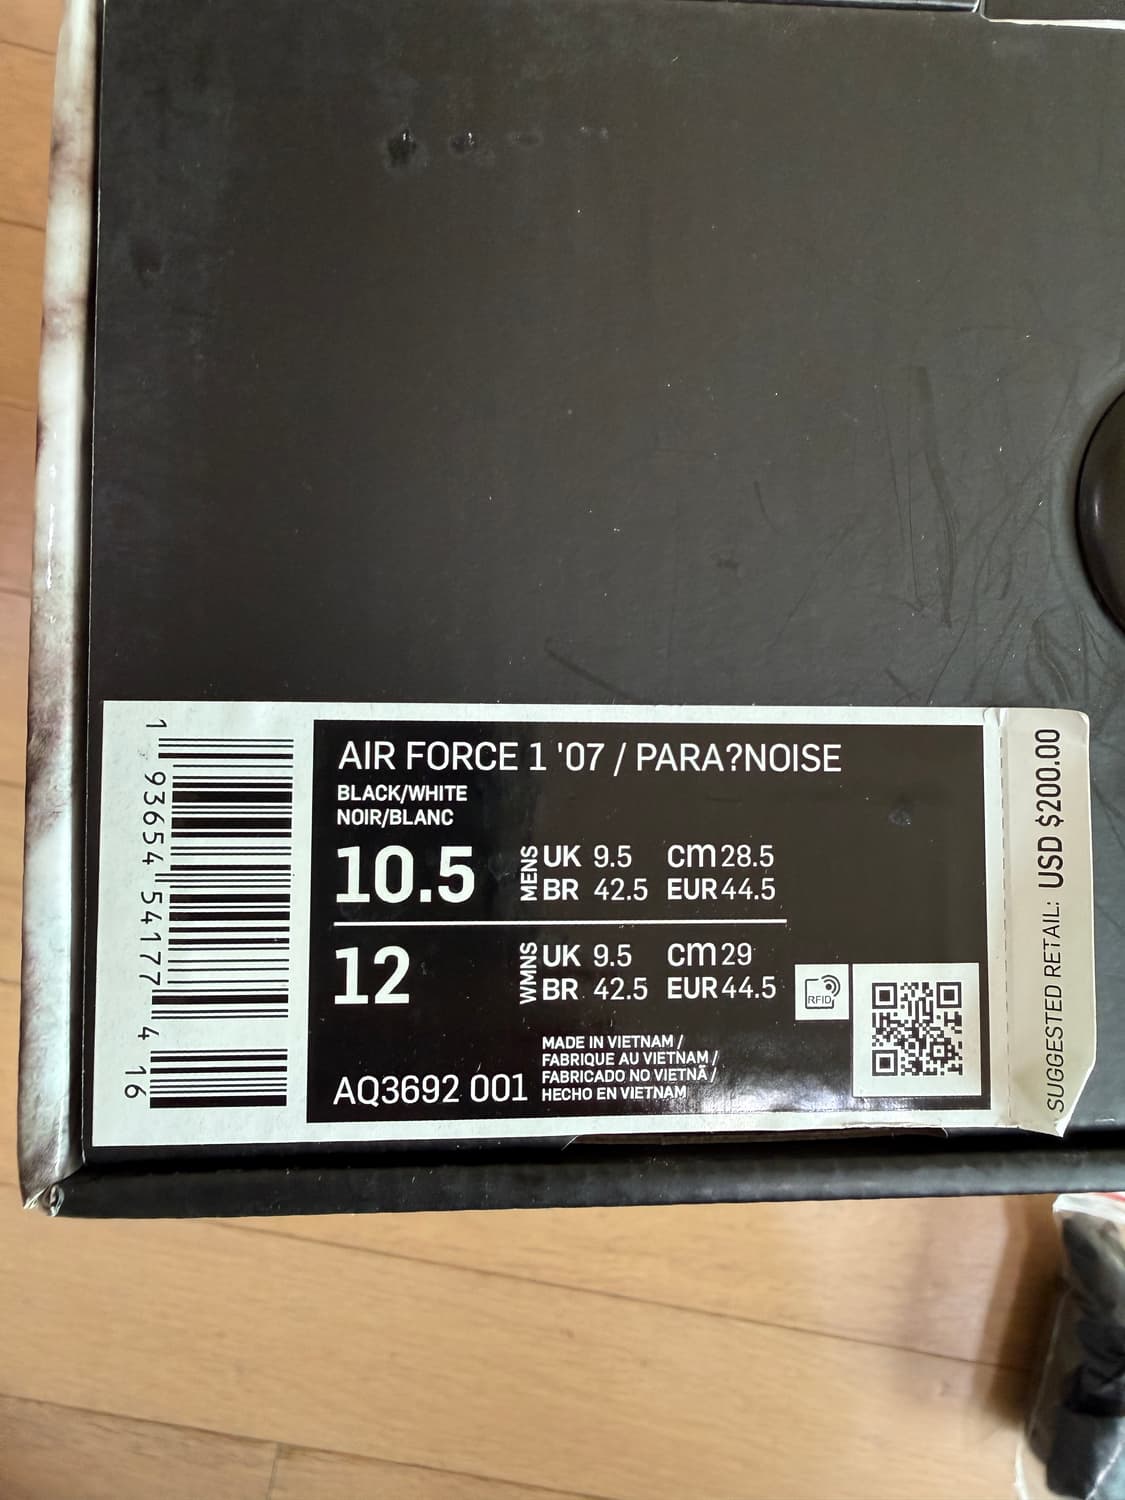 AIR FORCE 1 '07 / PARA?NOISE
BLACK/WHITE
NOIR/BLANC
10.5 MENS UK 9.5 cm 28.5
BR 42.5 EUR 44.5
12 WMNS UK 9.5 cm 29
BR 42.5 EUR 44.5
RFID
MADE IN VIETNAM /
FABRIQUE AU VIETNAM /
FABRICADO NO VIETNÃ /
HECHO EN VIETNAM
AQ3692 001
1 93654 54177 4 16
SUGGESTED RETAIL: USD $200.00